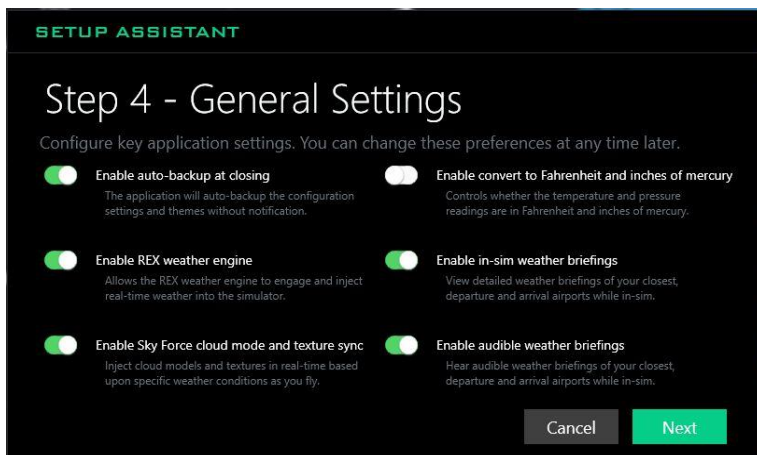 SETUP ASSISTANT
Step 4 - General Settings
Configure key application settings. You can change these preferences at any time later.
Enable auto-backup at closing
The application will auto-backup the configuration
settings and themes without notification.
Enable convert to Fahrenheit and inches of mercury
Controls whether the temperature and pressure
readings are in Fahrenheit and inches of mercury.
Enable REX weather engine
Allows the REX weather engine to engage and inject
real-time weather into the simulator.
Enable in-sim weather briefings
View detailed weather briefings of your closest,
departure and arrival airports while in-sim.
Enable Sky Force cloud mode and texture sync
Inject cloud models and textures in real-time based
upon specific weather conditions as you fly.
Enable audible weather briefings
Hear audible weather briefings of your closest,
departure and arrival airports while in-sim.
Cancel
Next